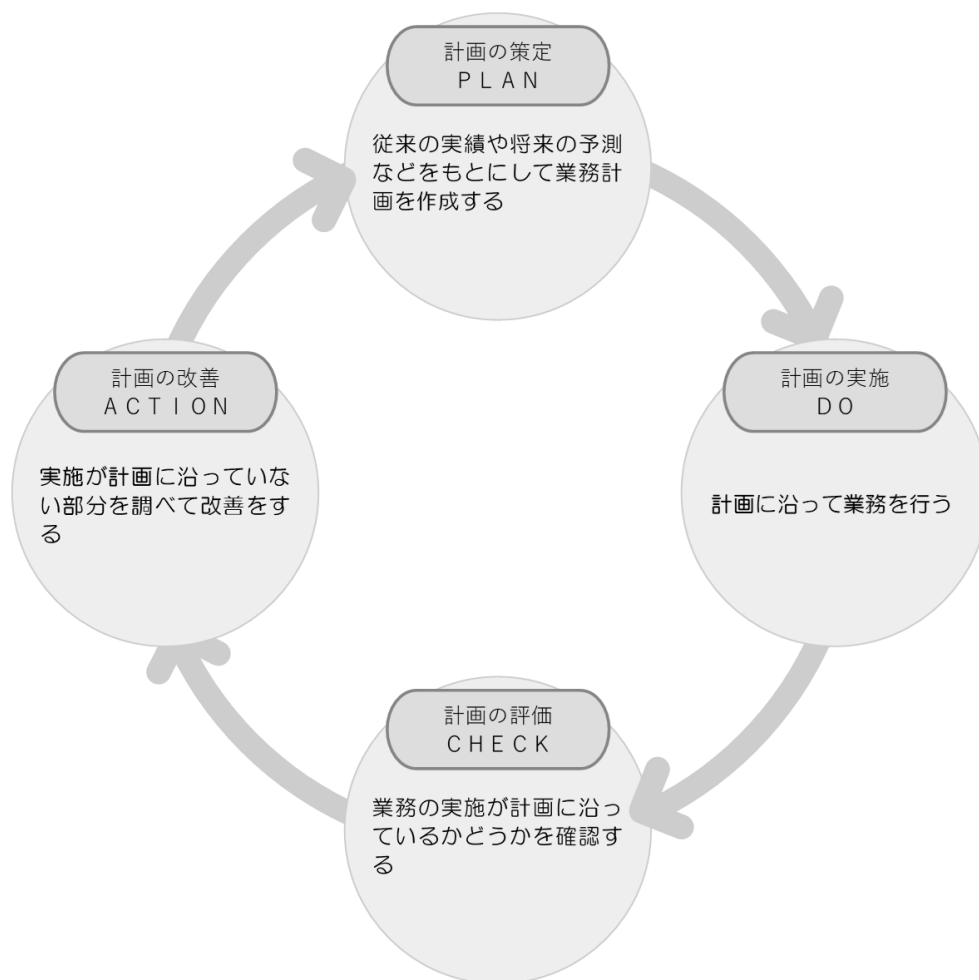 計画の策定
ＰＬＡＮ
従来の実績や将来の予測
などをもとにして業務計
画を作成する
計画の改善
ＡＣＴＩＯＮ
実施が計画に沿っていな
い部分を調べて改善をす
る
計画の実施
ＤＯ
計画に沿って業務を行う
計画の評価
ＣＨＥＣＫ
業務の実施が計画に沿っ
ているかどうかを確認す
る